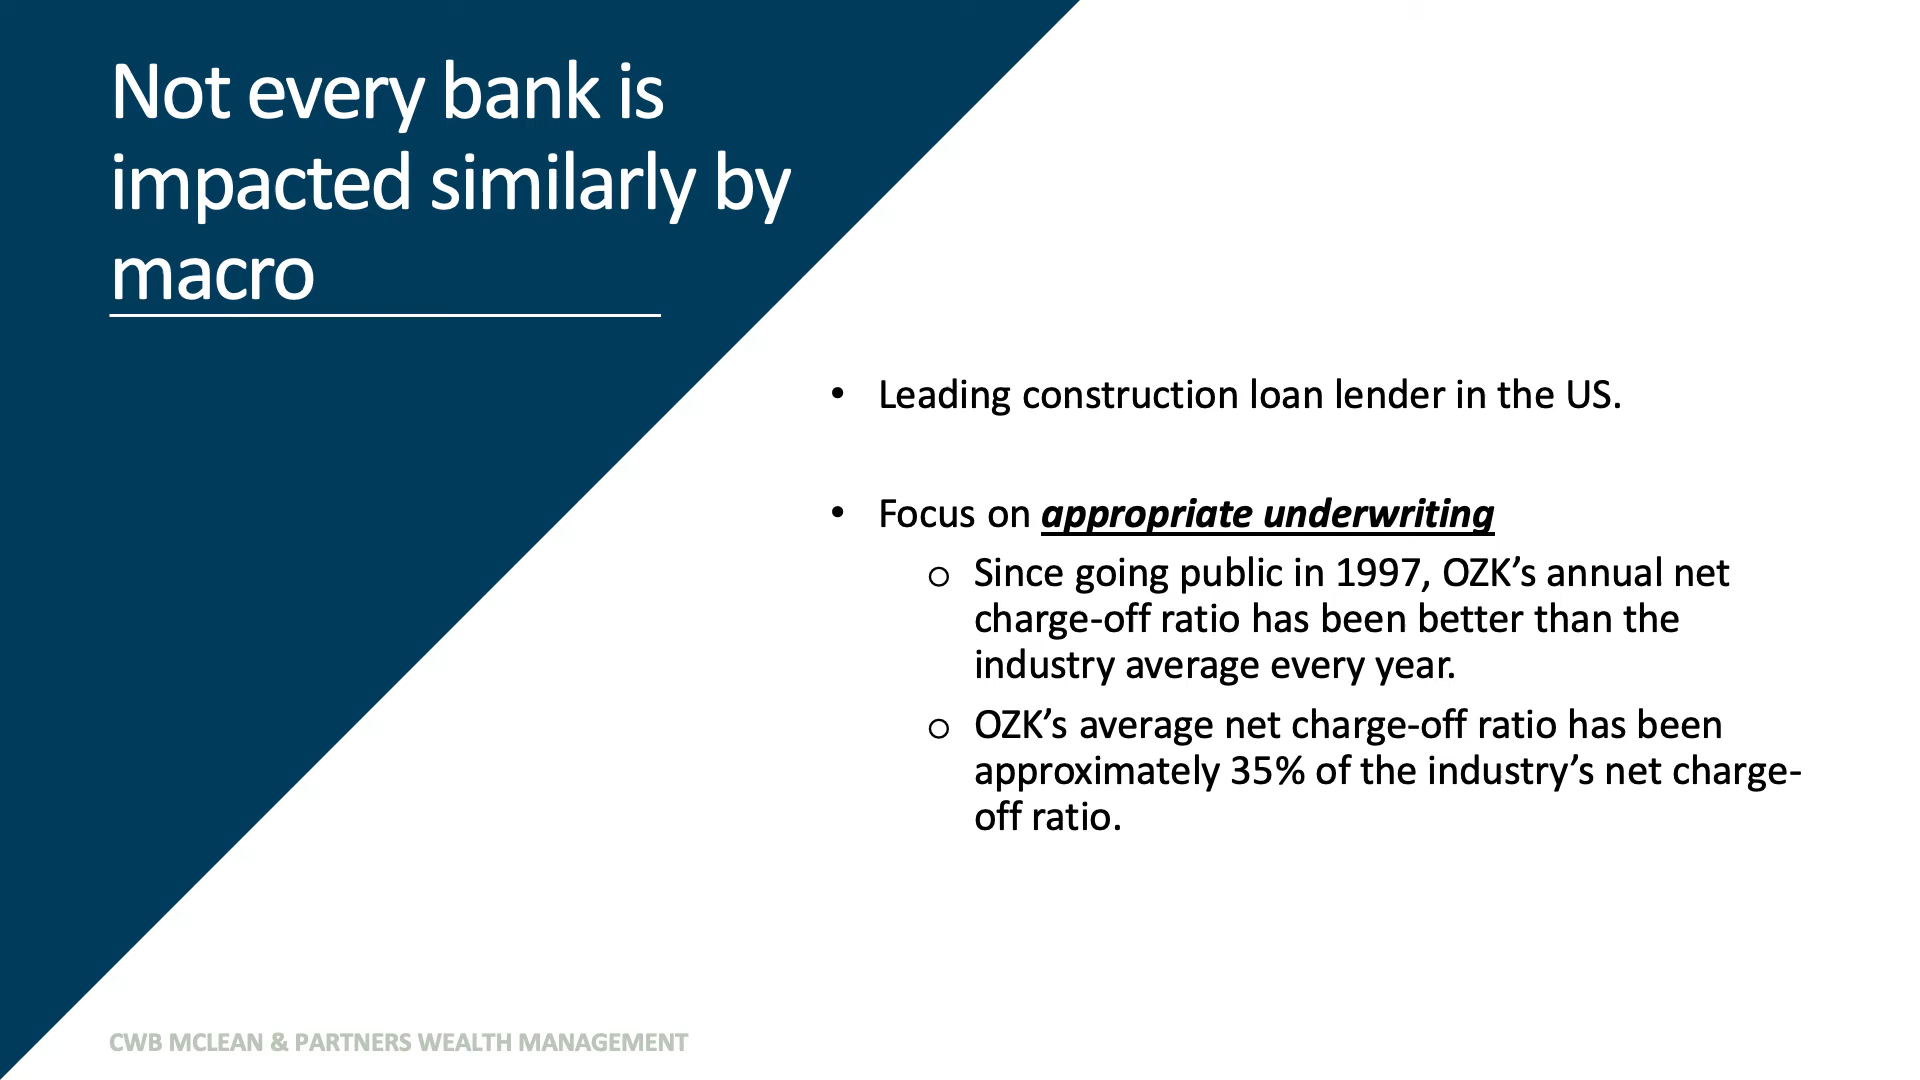 Not every bank is
impacted similarly by
macro
• Leading construction loan lender in the US.
• Focus on appropriate underwriting
o Since going public in 1997, OZK’s annual net
charge-off ratio has been better than the
industry average every year.
o OZK’s average net charge-off ratio has been
approximately 35% of the industry’s net charge-
off ratio.
CWB MCLEAN & PARTNERS WEALTH MANAGEMENT